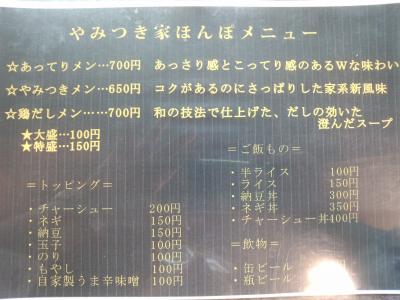 やみつき家ほんぽメニュー
☆あってりメン…700円 あっさり感とこってり感のあるWな味わい
☆やみつきメン…650円 コクがあるのにさっぱりした家系新風味
☆鶏だしメン…700円 和の技法で仕上げた、だしの効いた
澄んだスープ
★大盛…100円
★特盛…150円
＝トッピング＝
・チャーシュー 200円
・ネギ 150円
・納豆 150円
・玉子 100円
・のり 100円
・もやし 100円
・自家製うま辛味噌 100円
＝ご飯もの＝
・半ライス 100円
・ライス 150円
・納豆丼 300円
・ネギ丼 350円
・チャーシュー丼400円
＝飲物＝
・缶ビール 円
・瓶ビール